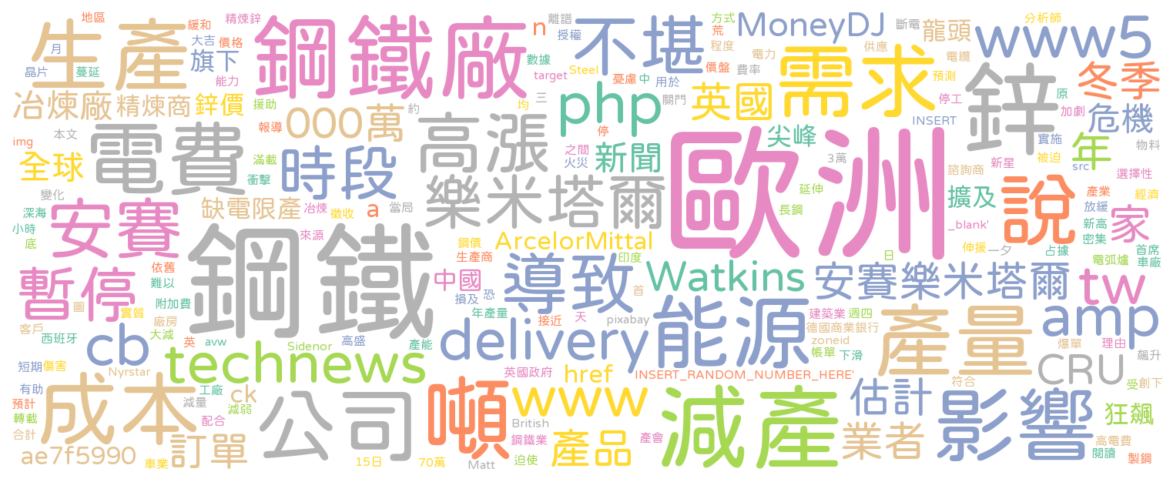 地區 緩和 精煉鋅 離譜 n 授權 不堪 MoneyDJ 方式 荒 斷電 龍頭 分析師 www5
月 生產 大吉 價格 旗下 鋼鐵廠 數據 程度 電力 供應 電纜
晶片 蔓延 能力 target Steel 憂慮 中 用於 價盤 費率 需求 預測 停工 原 冬季
冶煉廠 精煉商 鋅價 援助 均 三 php 關門 英國 INSERT 鋅 加劇 危機
img 本文 報導 000萬 約 高漲 停 之間 火災 新聞 尖峰 3萬 諮詢商 新星 實施 被迫 年 物料
全球 電費 滿載 衝擊 時段 歐洲 延伸 src 選擇性
變化 缺電限產 冶煉 徵收 a 當局 樂米塔爾 長鋼 擴及 說 產業 放緩 經濟
深海 小時 底 安賽 來源 鋼價 生產商 ArcelorMittal 印度 _blank' 伸援 一夕 新高 密集 家 首席
暫停 依舊 難以 鋼鐵 中國 導致 Watkins 日 安賽樂米塔爾 占據 電弧爐 車廠
圖 實質 附加費 廠房 損及 恐 年產量 首 能源 tw
客戶 大減 英 天 接近 pixabay 建築業 週四 德國商業銀行 理由 amp
西班牙 cb avw Sidenor 高盛 產能 delivery zoneid 帳單 下滑 產量 飆升
短期 傷害 Nyrstar technews 英國政府 href INSERT_RANDOM_NUMBER_HERE' 爆單 CRU
有助 成本 工廠 減量 ck 公司 噸 www 減產 估計 符合 影響 受 創下
預計 轉載 減弱 配合 British 狂飆
合計 訂單 鋼鐵業 產品 產會 業者 高電費 閱讀
ae7f5990 車業 15日 70萬 Matt 迫使 製鋼